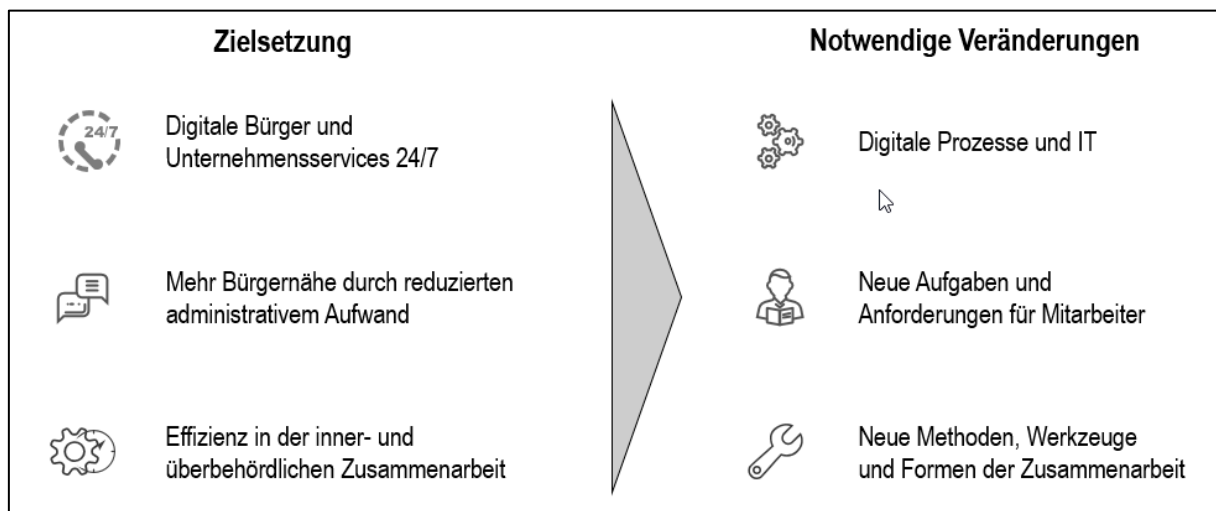 Zielsetzung
24/7
Digitale Bürger und
Unternehmensservices 24/7
Mehr Bürgernähe durch reduzierten
administrativem Aufwand
Effizienz in der inner- und
überbehördlichen Zusammenarbeit
Notwendige Veränderungen
Digitale Prozesse und IT
Neue Aufgaben und
Anforderungen für Mitarbeiter
Neue Methoden, Werkzeuge
und Formen der Zusammenarbeit